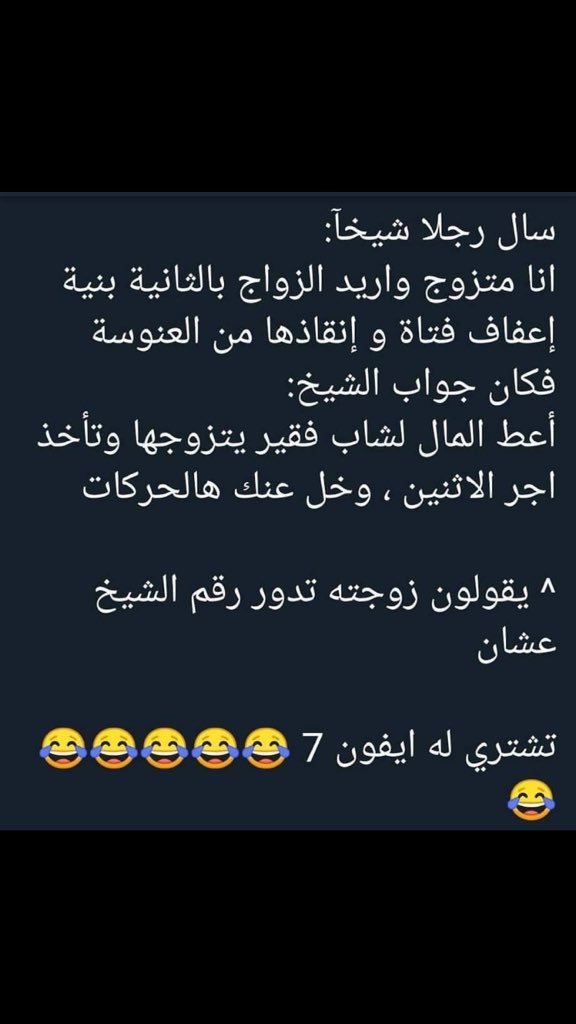 سال رجلا شيخآ:
انا متزوج واريد الزواج بالثانية بنية
إعفاف فتاة و إنقاذها من العنوسة
فكان جواب الشيخ:
أعط المال لشاب فقير يتزوجها وتأخذ
اجر الاثنين ، وخل عنك هالحركات
^ يقولون زوجته تدور رقم الشيخ
عشان
تشتري له ايفون 7 😂😂😂😂😂
😂